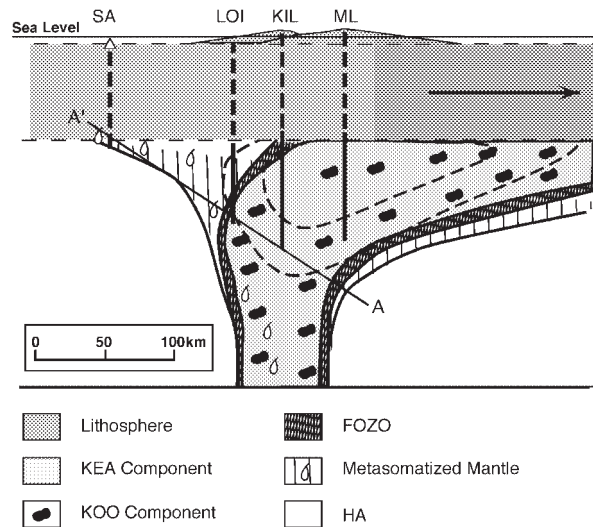 SA LOI KIL ML
Sea Level
A'
A
0 50 100km
Lithosphere FOZO
KEA Component Metasomatized Mantle
KOO Component HA